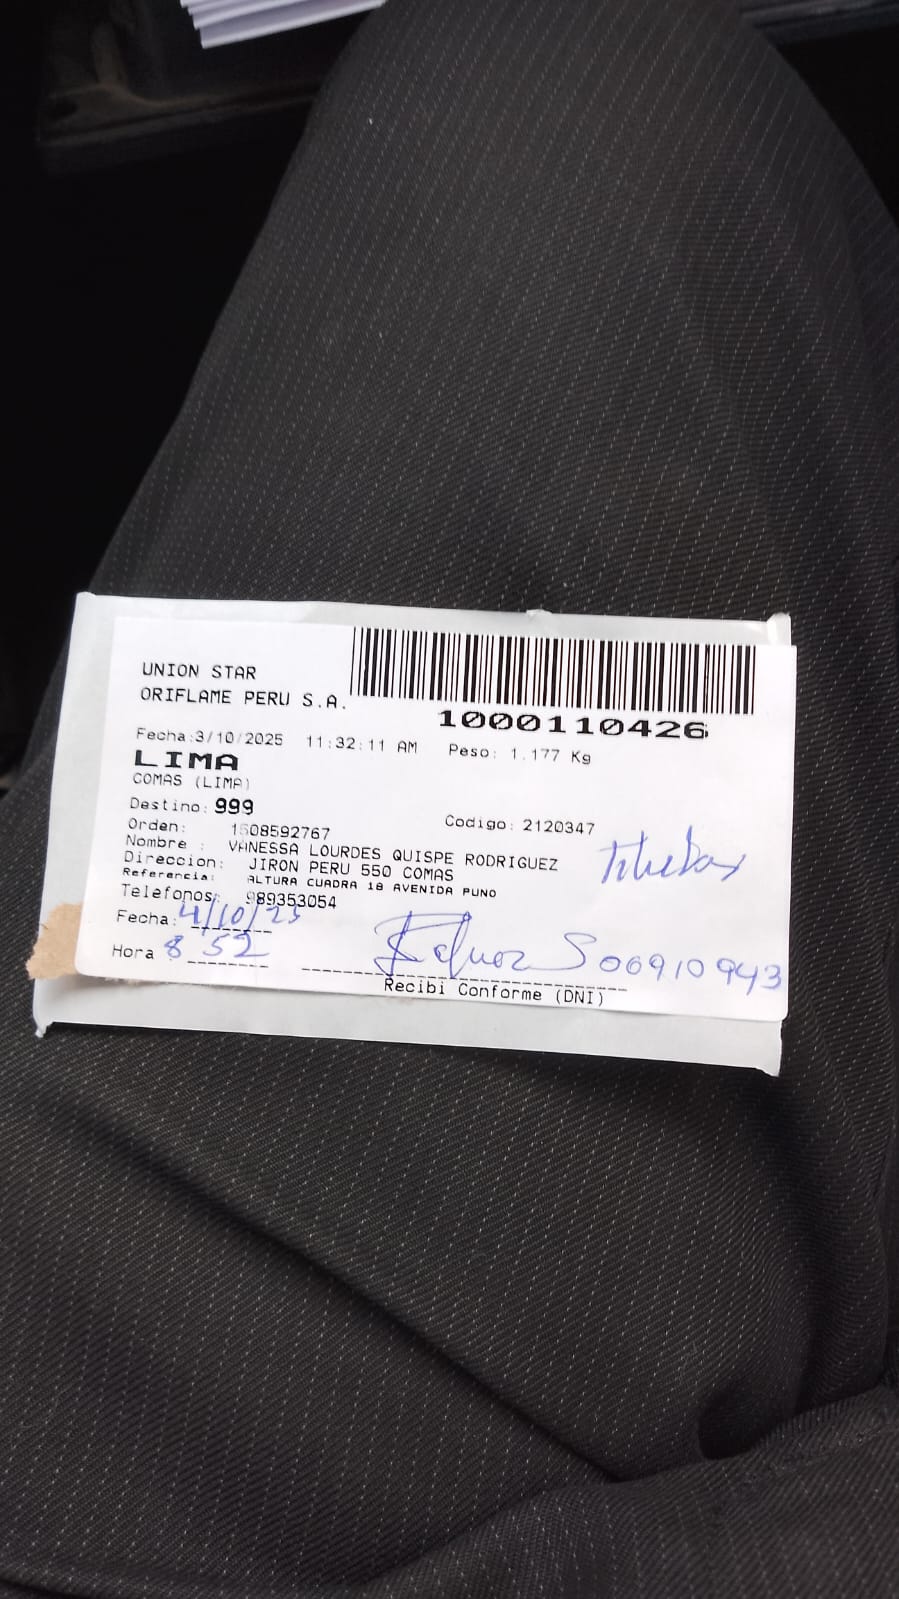 UNION STAR
ORIFLAME PERU S.A.
1000110426
Fecha:3/10/2025 11:32:11 AM Peso: 1.177 Kg
LIMA
COMAS (LIMA)
Destino: 999
Codigo: 2120347
Orden: 1508592767
Nombre : VANESSA LOURDES QUISPE RODRIGUEZ
Direccion: JIRON PERU 550 COMAS
Referencia: ALTURA CUADRA 18 AVENIDA PUNO
Telefonos: 989353054
Fecha: 4/10/25
Hora 8 52
S 06910943
Recibi Conforme (DNI)